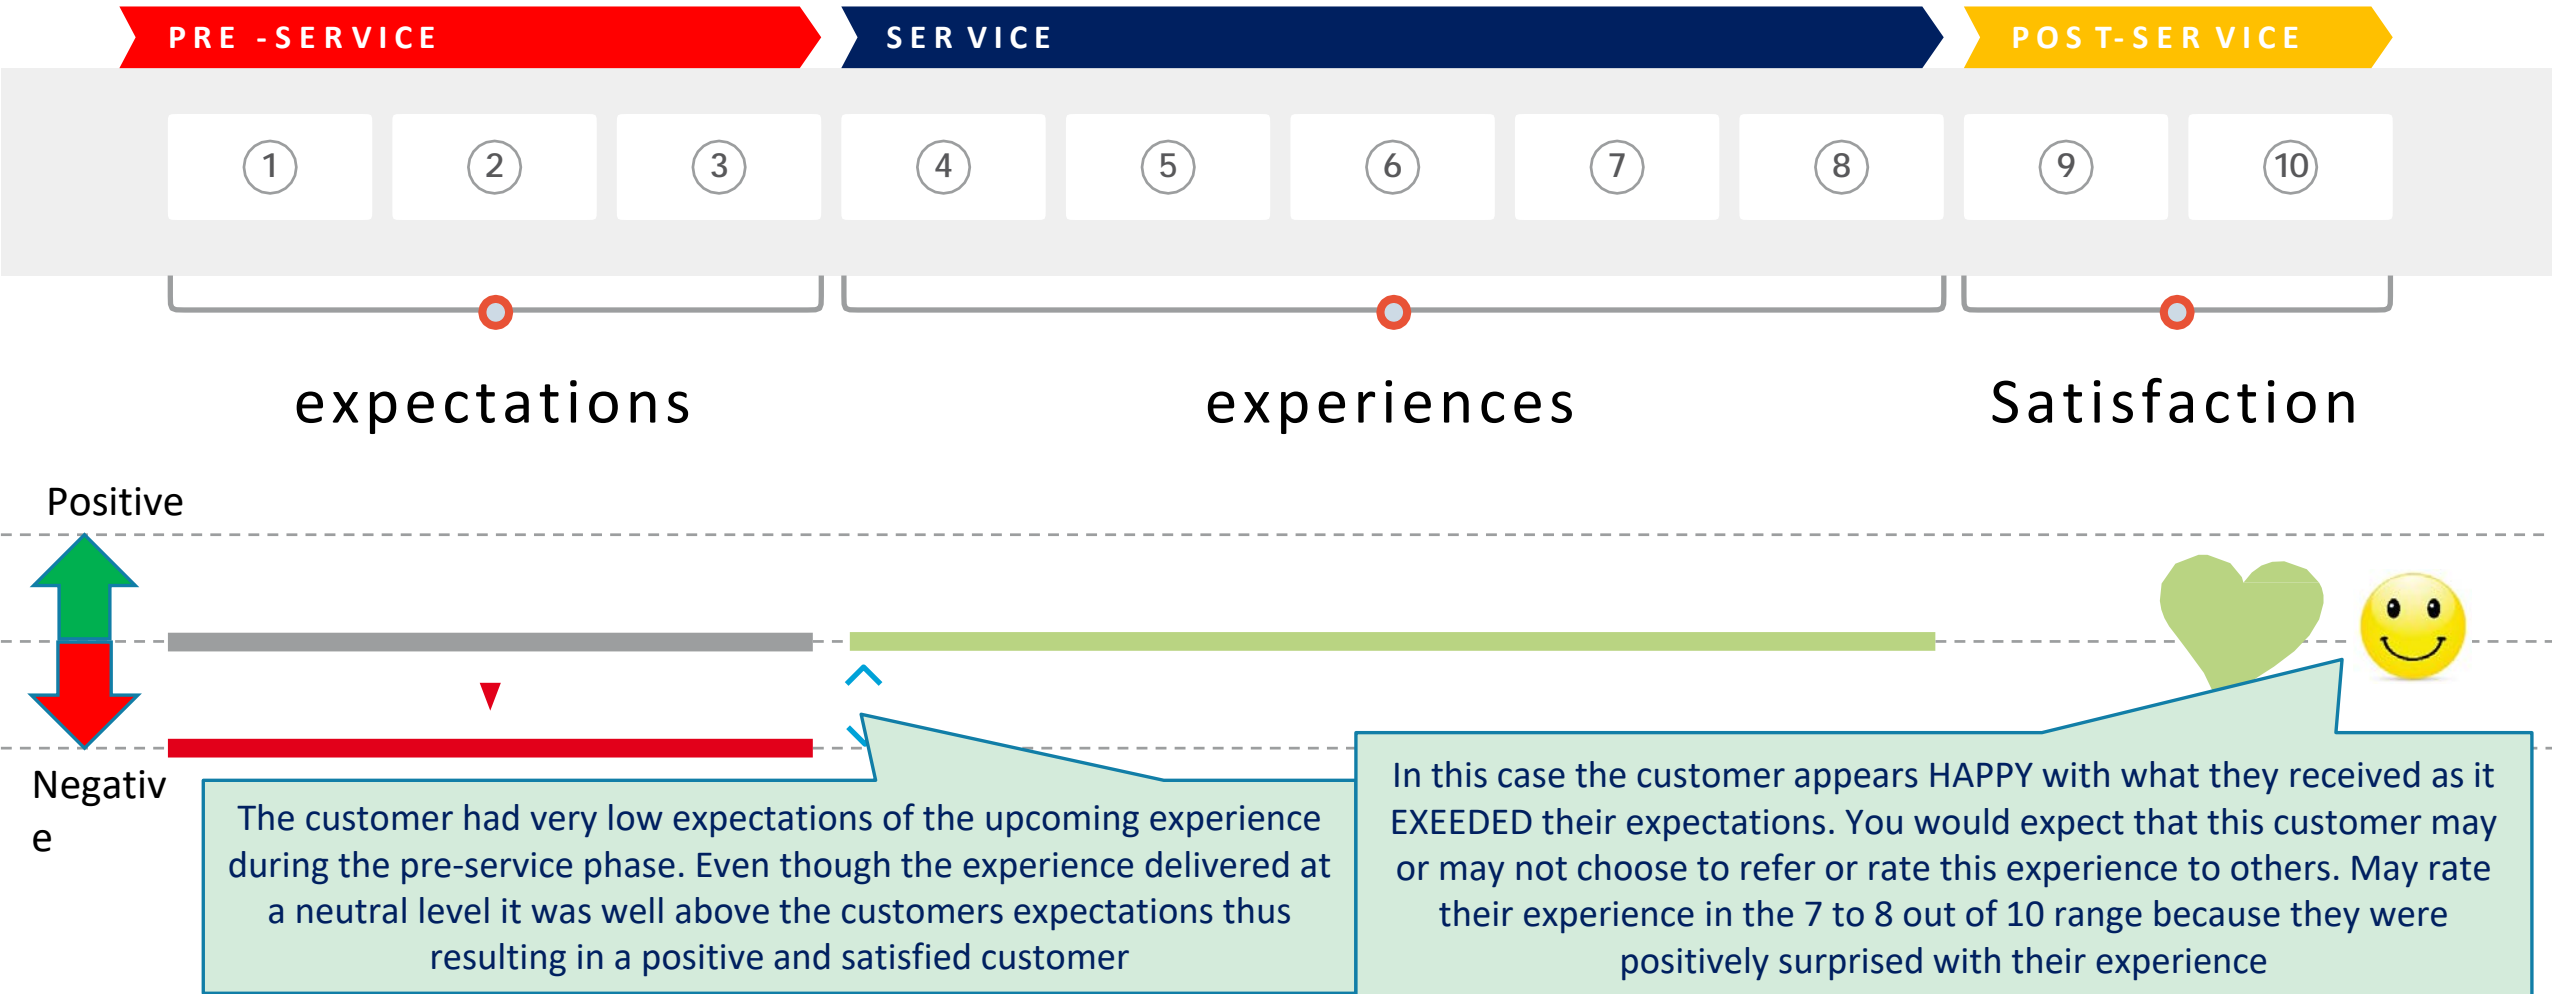 PRE -SERVICE
SER VICE
POS T-SER VICE
1
2
3
4
5
6
7
8
9
10
expectations
experiences
Satisfaction
Positive
Negativ
e
The customer had very low expectations of the upcoming experience
during the pre-service phase. Even though the experience delivered at
a neutral level it was well above the customers expectations thus
resulting in a positive and satisfied customer
In this case the customer appears HAPPY with what they received as it
EXEEDED their expectations. You would expect that this customer may
or may not choose to refer or rate this experience to others. May rate
their experience in the 7 to 8 out of 10 range because they were
positively surprised with their experience